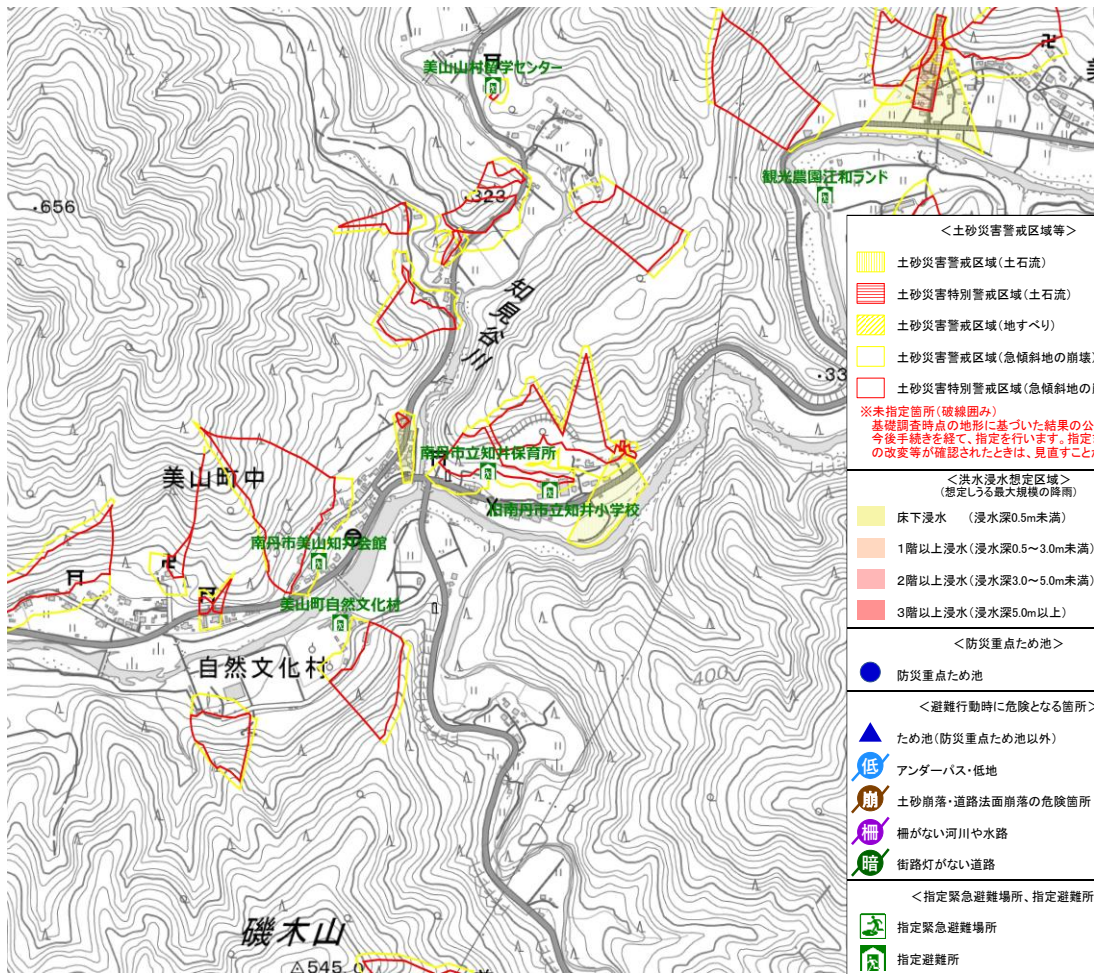 美山山村留学センター
観光農園江和ランド
・656
・323
知見谷川
・33
南丹市立知井保育所
旧南丹市立知井小学校
美山町中
南丹市美山知井会館
美山町自然文化村
自然文化村
400
磯木山
△545.0
＜土砂災害警戒区域等＞
土砂災害警戒区域(土石流)
土砂災害特別警戒区域(土石流)
土砂災害警戒区域(地すべり)
土砂災害警戒区域(急傾斜地の崩壊)
土砂災害特別警戒区域(急傾斜地の
※未指定箇所(破線囲み)
基礎調査時点の地形に基づいた結果の公
今後手続きを経て、指定を行います。指定
の改変等が確認されたときは、見直すことが
＜洪水浸水想定区域＞
(想定しうる最大規模の降雨)
床下浸水 (浸水深0.5m未満)
１階以上浸水(浸水深0.5～3.0m未満)
２階以上浸水(浸水深3.0～5.0m未満)
３階以上浸水(浸水深5.0m以上)
＜防災重点ため池＞
防災重点ため池
＜避難行動時に危険となる箇所＞
ため池(防災重点ため池以外)
低 アンダーパス・低地
崩 土砂崩落・道路法面崩落の危険箇所
柵 柵がない河川や水路
暗 街路灯がない道路
＜指定緊急避難場所、指定避難所
指定緊急避難場所
指定避難所